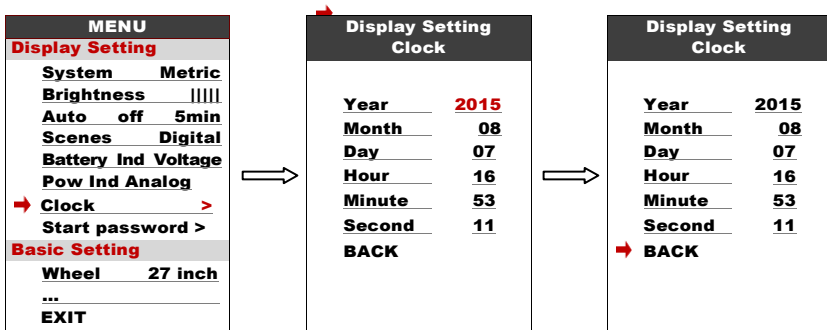 MENU
Display Setting
System Metric
Brightness |||||
Auto off 5min
Scenes Digital
Battery Ind Voltage
Pow Ind Analog
Clock >
Start password >
Basic Setting
Wheel 27 inch
...
EXIT
Display Setting
Clock
Year 2015
Month 08
Day 07
Hour 16
Minute 53
Second 11
BACK
Display Setting
Clock
Year 2015
Month 08
Day 07
Hour 16
Minute 53
Second 11
BACK